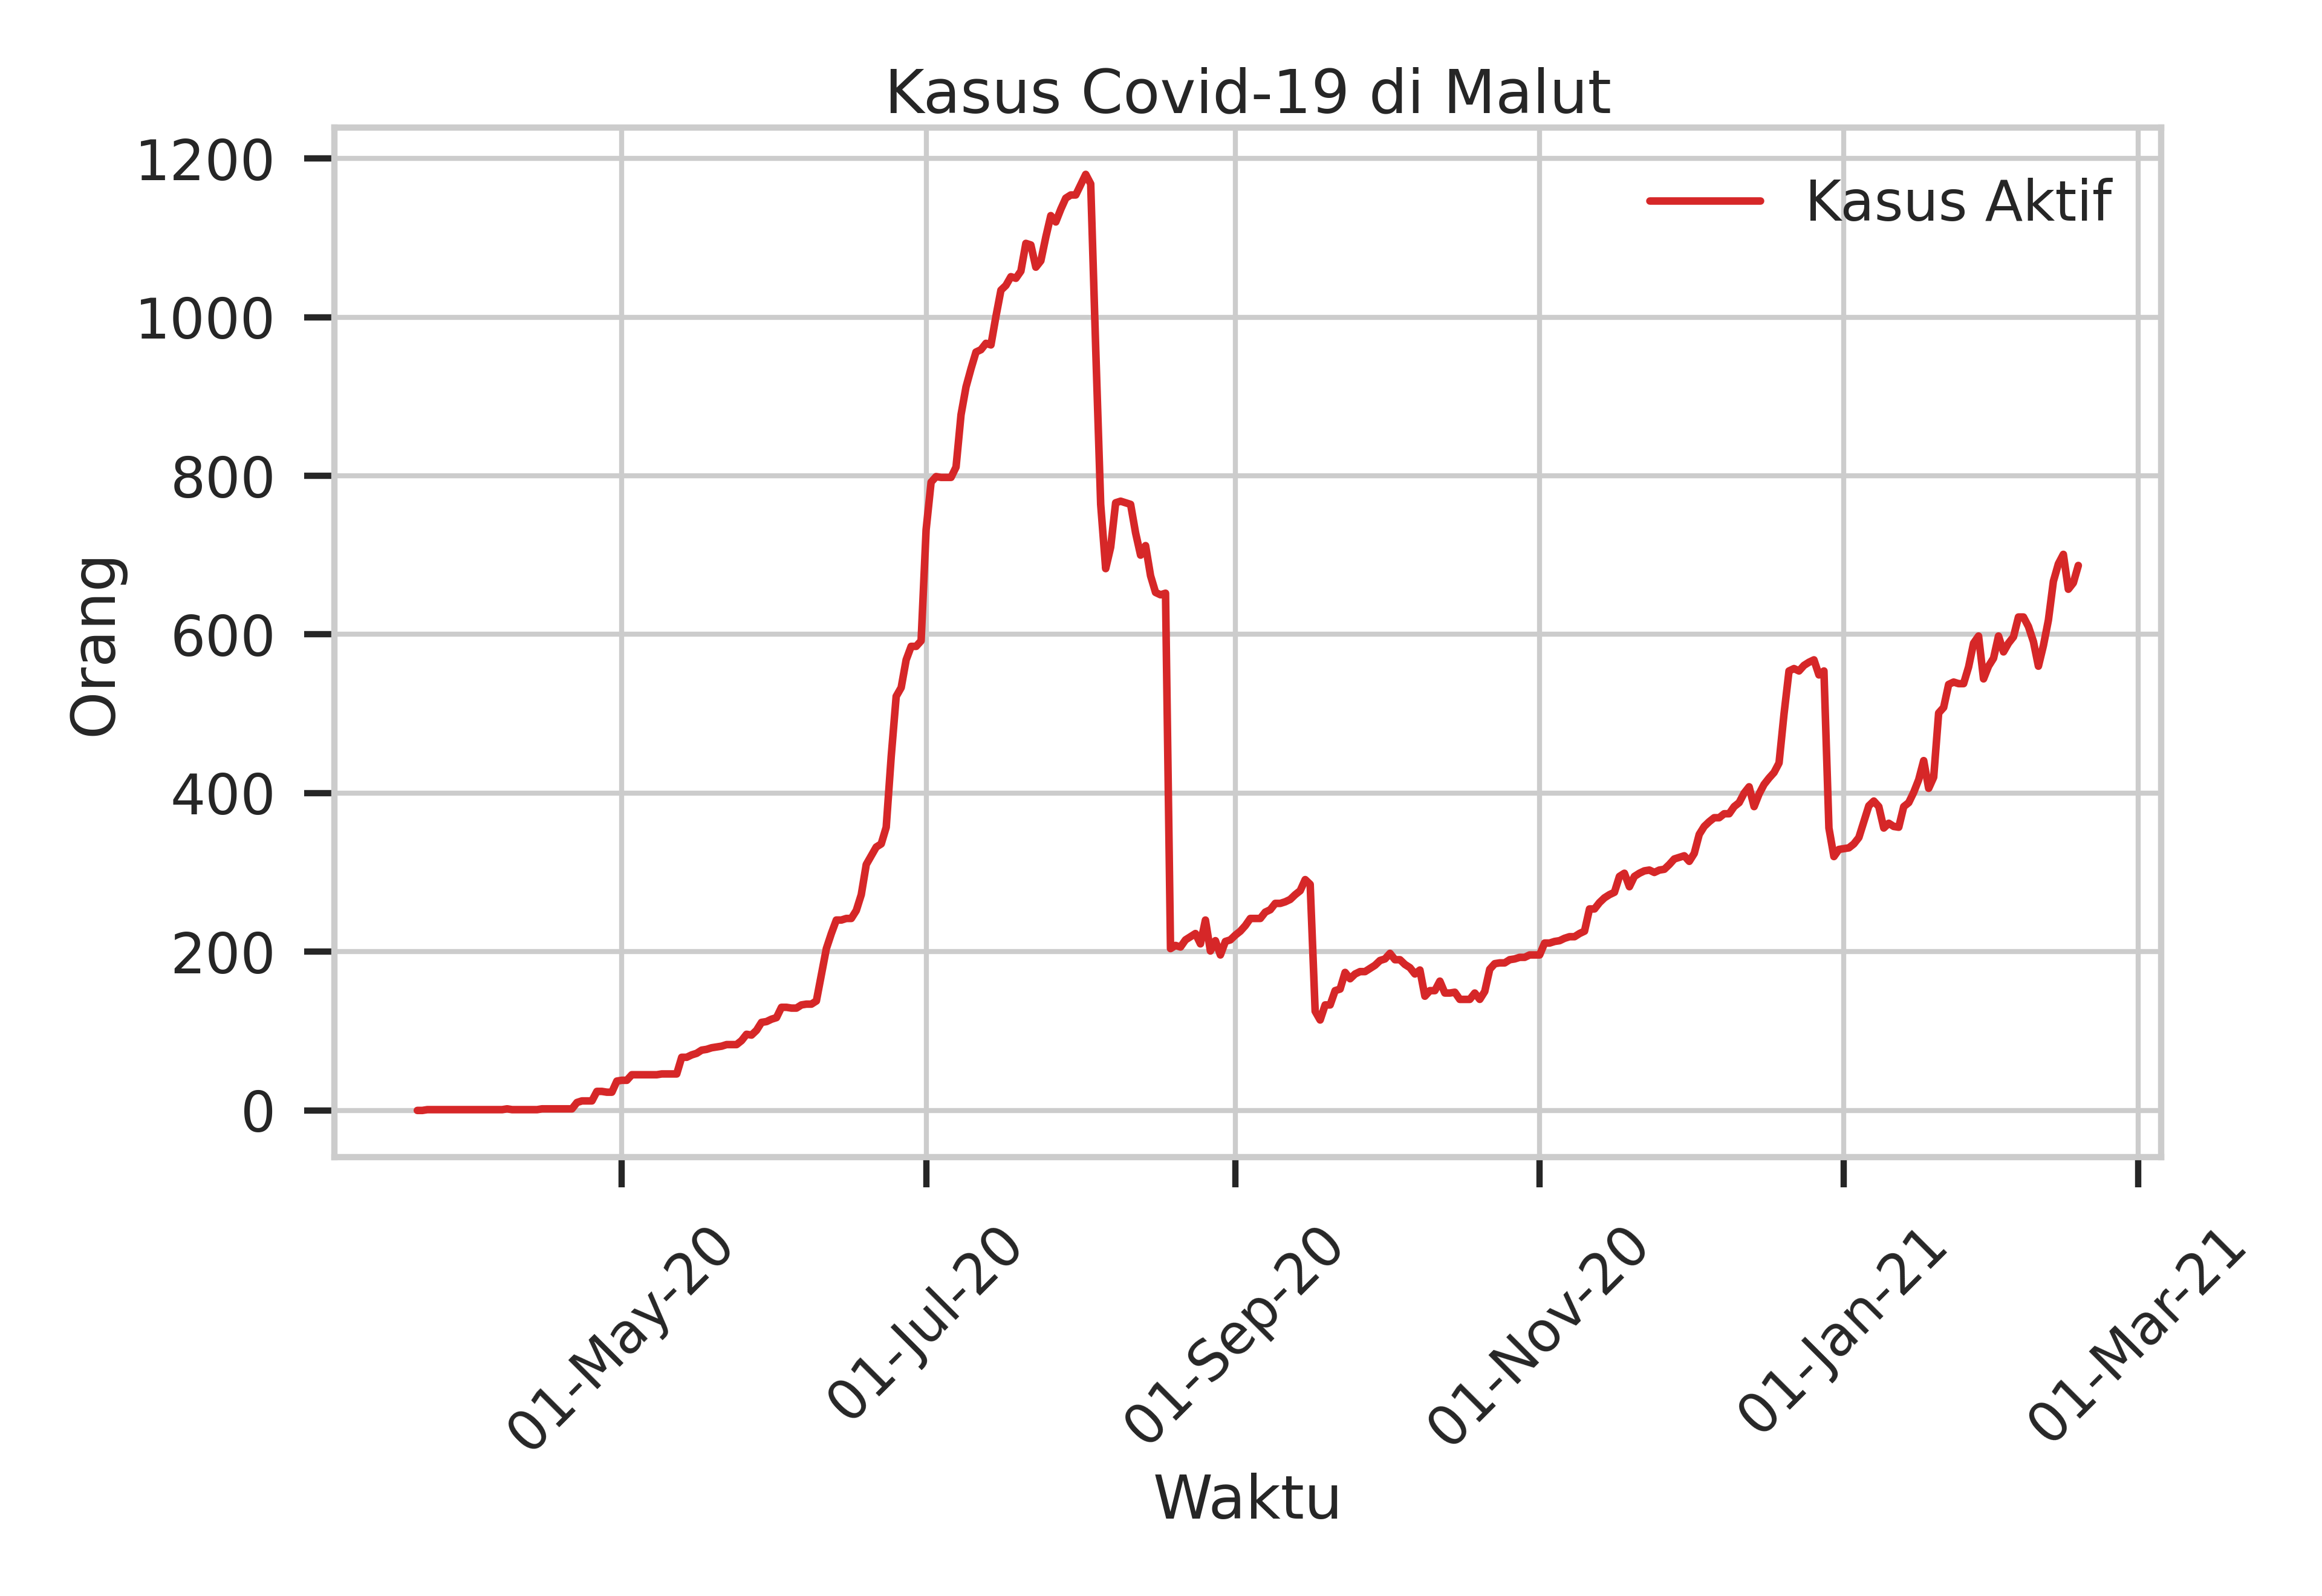 Kasus Covid-19 di Malut
Kasus Aktif
Orang
1200
1000
800
600
400
200
0
01-May-20
01-Jul-20
01-Sep-20
01-Nov-20
01-Jan-21
01-Mar-21
Waktu